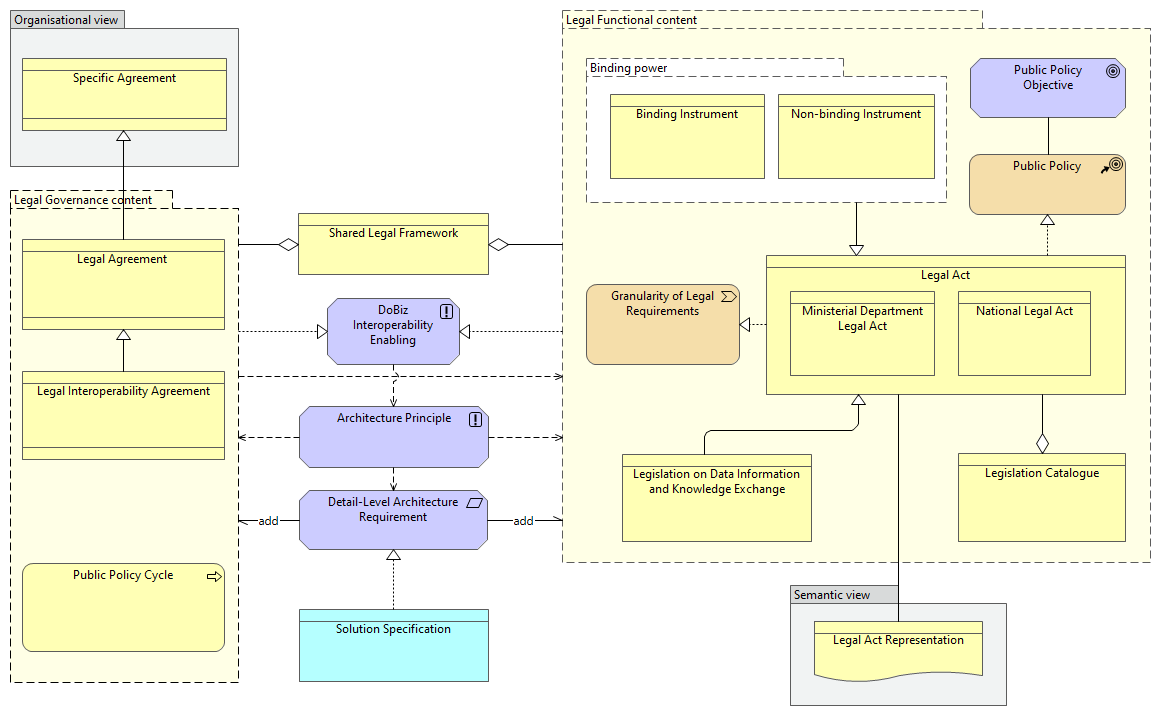 Organisational view
Specific Agreement
Legal Governance content
Legal Agreement
Legal Interoperability Agreement
Public Policy Cycle
Shared Legal Framework
DoBiz
Interoperability
Enabling
Architecture Principle
Detail-Level Architecture
Requirement
add
add
Solution Specification
Legal Functional content
Binding power
Binding Instrument
Non-binding Instrument
Public Policy
Objective
Public Policy
Granularity of Legal
Requirements
Legal Act
Ministerial Department
Legal Act
National Legal Act
Legislation on Data Information
and Knowledge Exchange
Legislation Catalogue
Semantic view
Legal Act Representation